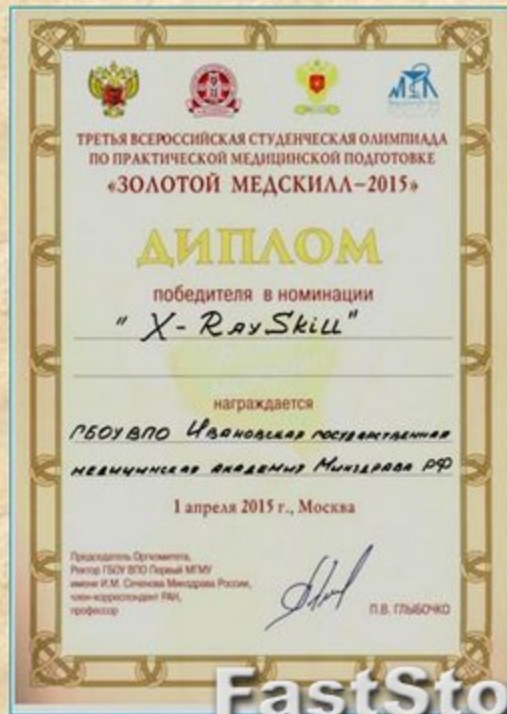 ТРЕТЬЯ ВСЕРОССИЙСКАЯ СТУДЕНЧЕСКАЯ ОЛИМПИАДА
ПО ПРАКТИЧЕСКОЙ МЕДИЦИНСКОЙ ПОДГОТОВКЕ
«ЗОЛОТОЙ МЕДСКИЛЛ–2015»
ДИПЛОМ
победителя в номинации
"X-RaySkill"
награждается
ГБОУ ВПО Ивановская государственная
медицинская академия Минздрава РФ
1 апреля 2015 г., Москва
Председатель Оргкомитета,
Ректор ГБОУ ВПО Первый МГМУ
имени И.М. Сеченова Минздрава России,
член-корреспондент РАН,
профессор
П.В. ГЛЫБОЧКО
FastSto